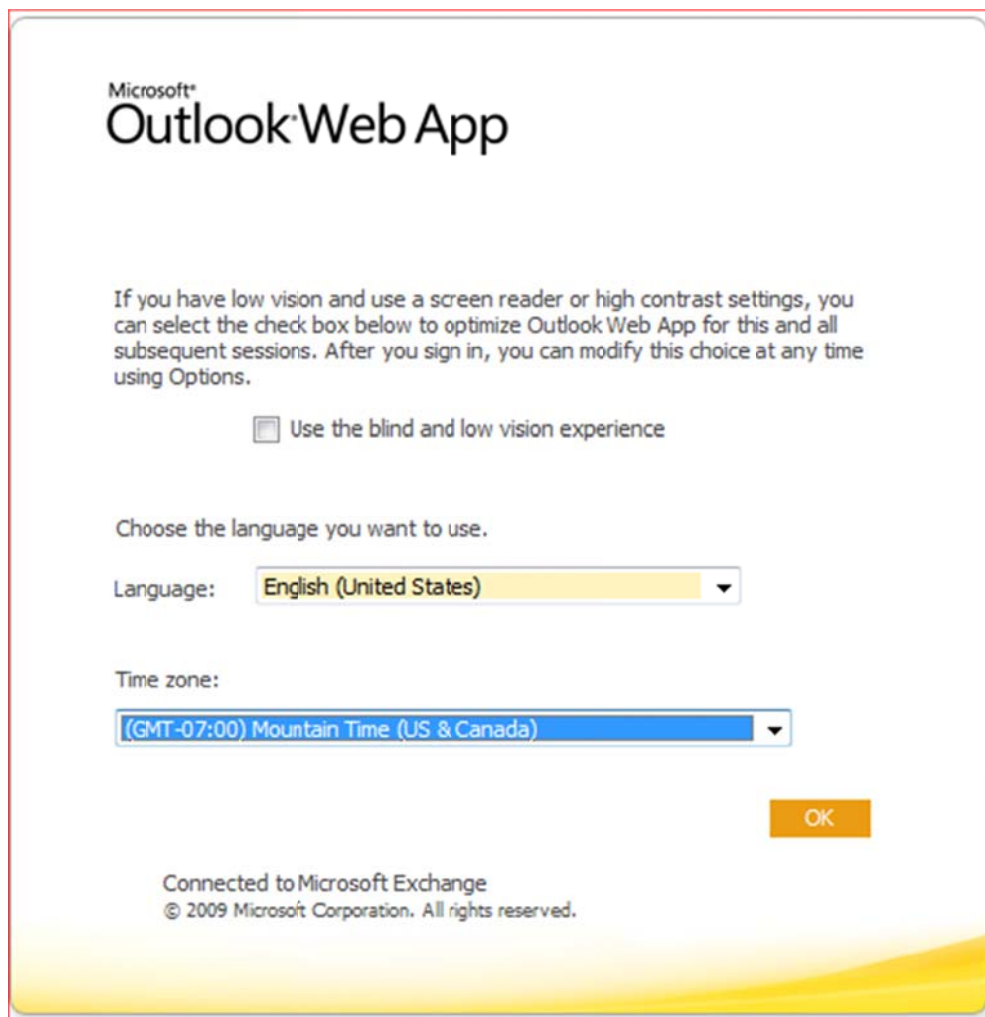 Microsoft®
Outlook® Web App
If you have low vision and use a screen reader or high contrast settings, you
can select the check box below to optimize Outlook Web App for this and all
subsequent sessions. After you sign in, you can modify this choice at any time
using Options.
Use the blind and low vision experience
Choose the language you want to use.
Language: English (United States)
Time zone:
(GMT-07:00) Mountain Time (US & Canada)
OK
Connected to Microsoft Exchange
© 2009 Microsoft Corporation. All rights reserved.